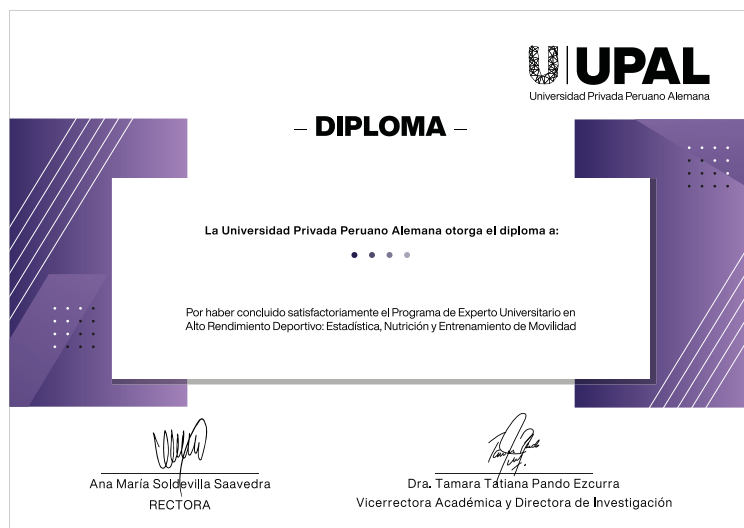 UPAL
Universidad Privada Peruano Alemana
– DIPLOMA –
La Universidad Privada Peruano Alemana otorga el diploma a:
Por haber concluido satisfactoriamente el Programa de Experto Universitario en
Alto Rendimiento Deportivo: Estadística, Nutrición y Entrenamiento de Movilidad
Ana María Soldevilla Saavedra
RECTORA
Dra. Tamara Tatiana Pando Ezcurra
Vicerrectora Académica y Directora de Investigación